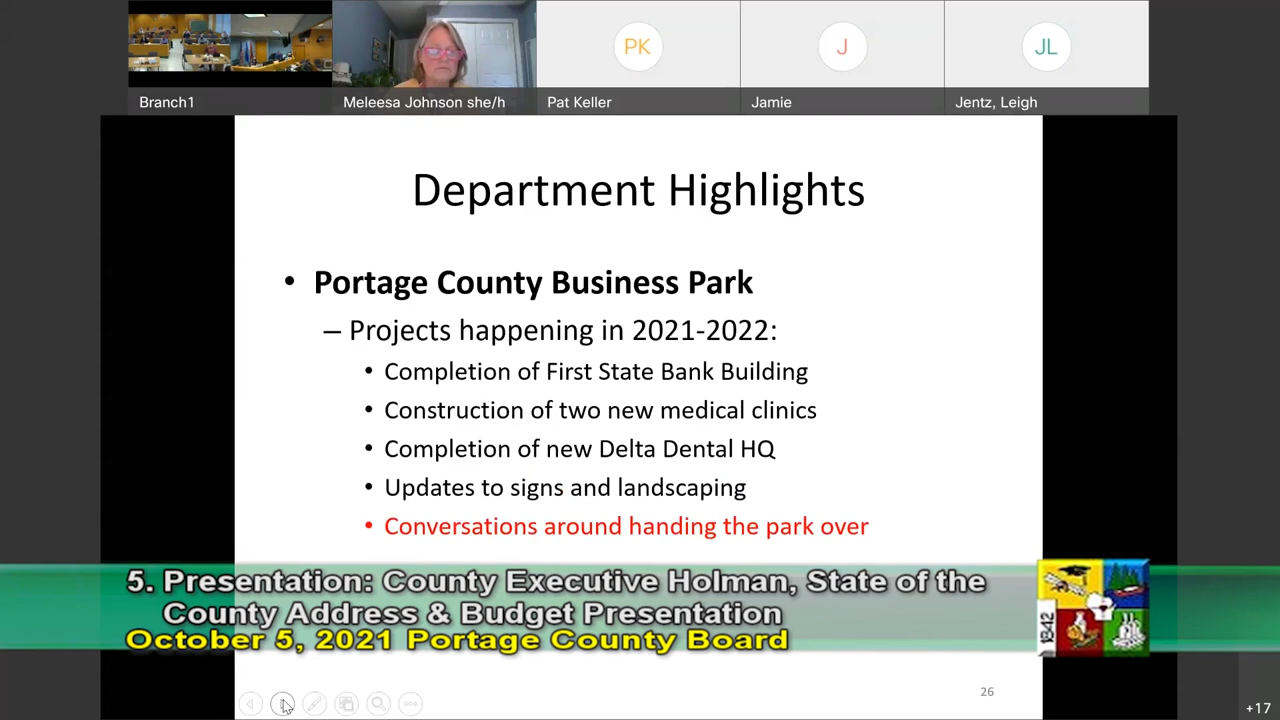 PK
J
JL
Branch1
Meleesa Johnson she/h
Pat Keller
Jamie
Jentz, Leigh
Department Highlights
• Portage County Business Park
– Projects happening in 2021-2022:
• Completion of First State Bank Building
• Construction of two new medical clinics
• Completion of new Delta Dental HQ
• Updates to signs and landscaping
• Conversations around handing the park over
5. Presentation: County Executive Holman, State of the
County Address & Budget Presentation
October 5, 2021 Portage County Board
1842
26
+17